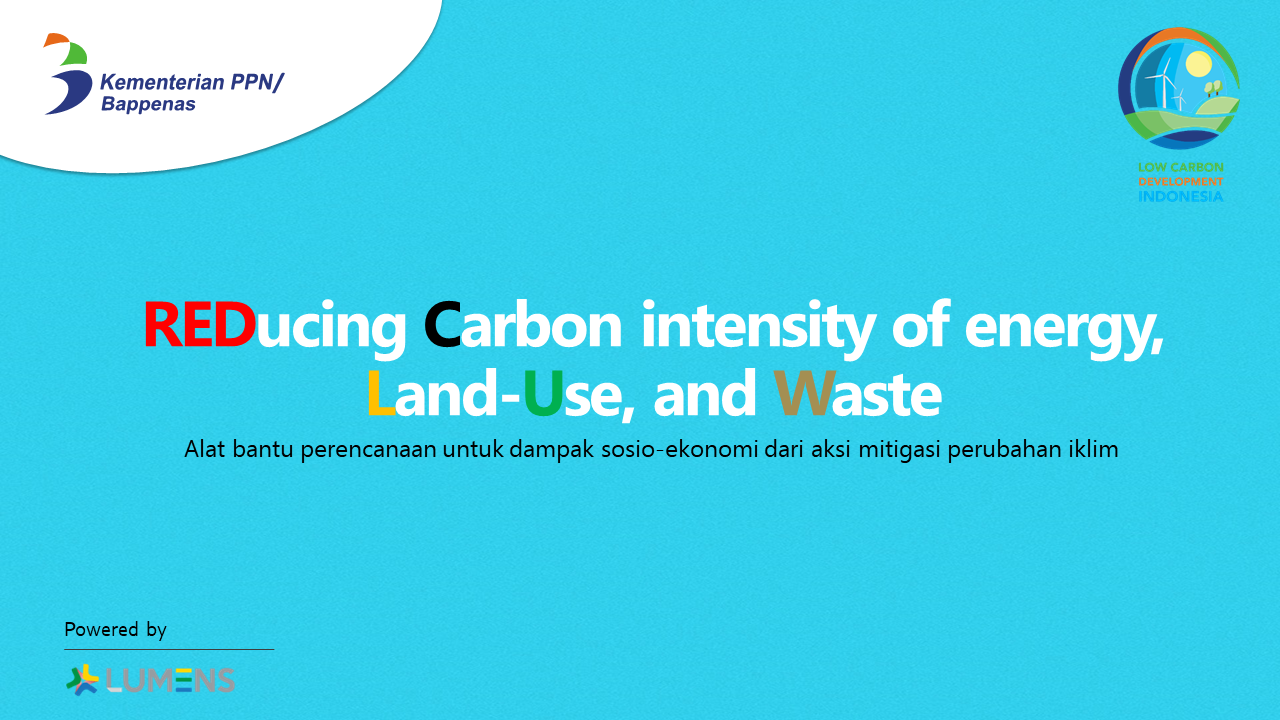 Kementerian PPN/
Bappenas
LOW CARBON
DEVELOPMENT
INDONESIA
REDucing Carbon intensity of energy,
Land-Use, and Waste
Alat bantu perencanaan untuk dampak sosio-ekonomi dari aksi mitigasi perubahan iklim
Powered by
LUMENS